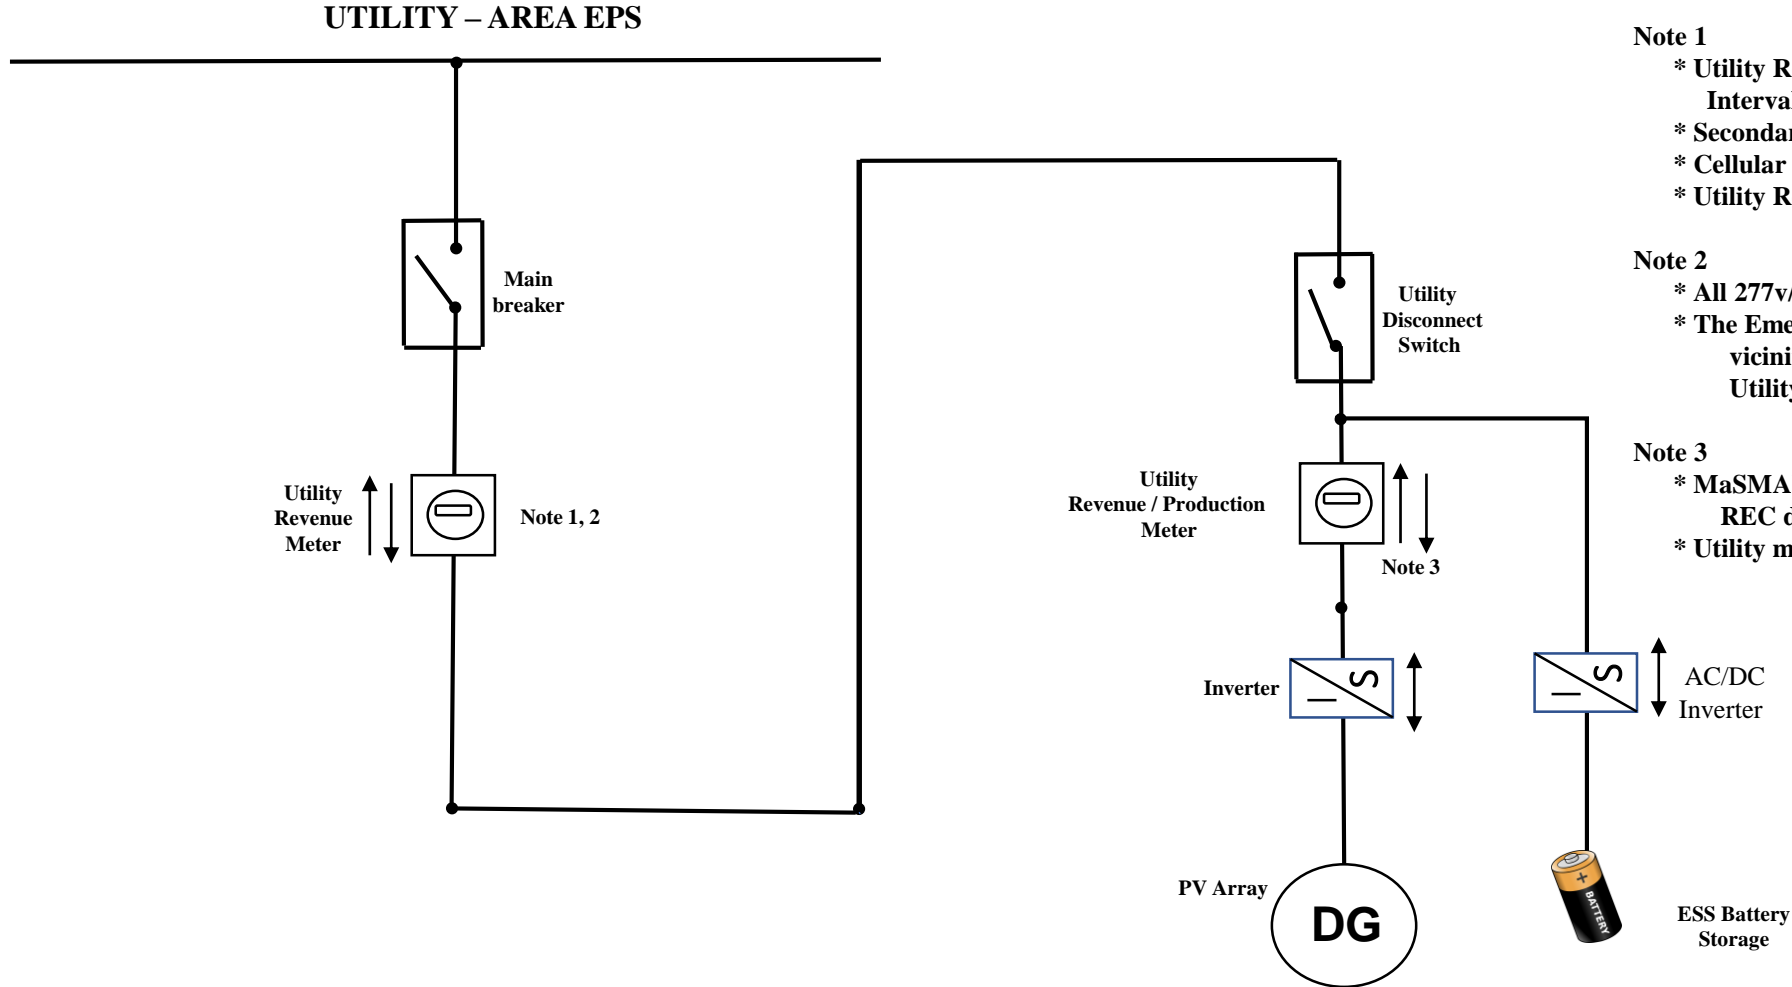 UTILITY – AREA EPS
Note 1
* Utility R
Interval
* Secondar
* Cellular
* Utility R
Note 2
* All 277v/
* The Eme
vicini
Utility
Note 3
* MaSMA
REC d
* Utility m
Main
breaker
Utility
Disconnect
Switch
Utility
Revenue
Meter
Note 1, 2
Utility
Revenue / Production
Meter
Note 3
Inverter
AC/DC
Inverter
PV Array
DG
+
BATTERY
ESS Battery
Storage